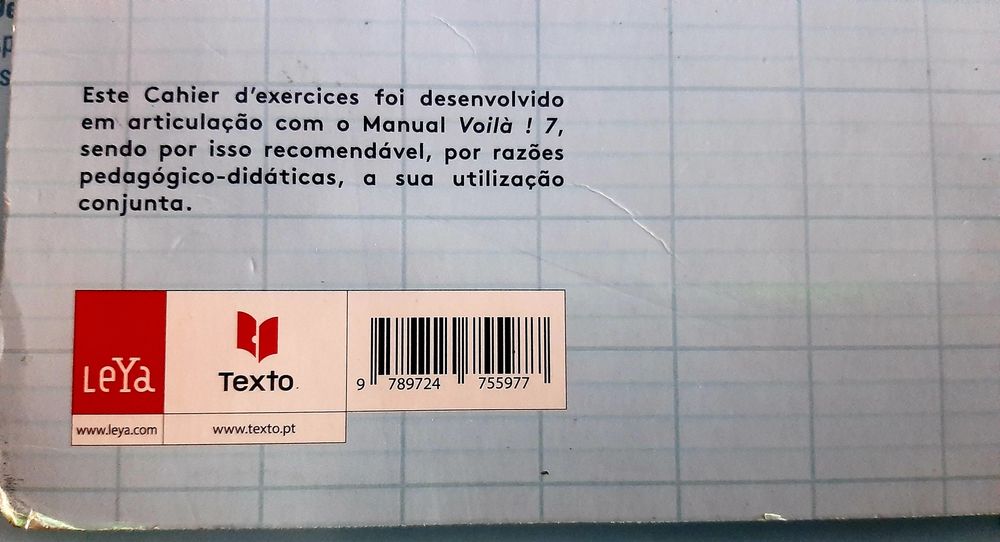 Este Cahier d'exercices foi desenvolvido
em articulação com o Manual Voilà ! 7,
sendo por isso recomendável, por razões
pedagógico-didáticas, a sua utilização
conjunta.
LeYa
Texto
9 789724 755977
www.leya.com
www.texto.pt